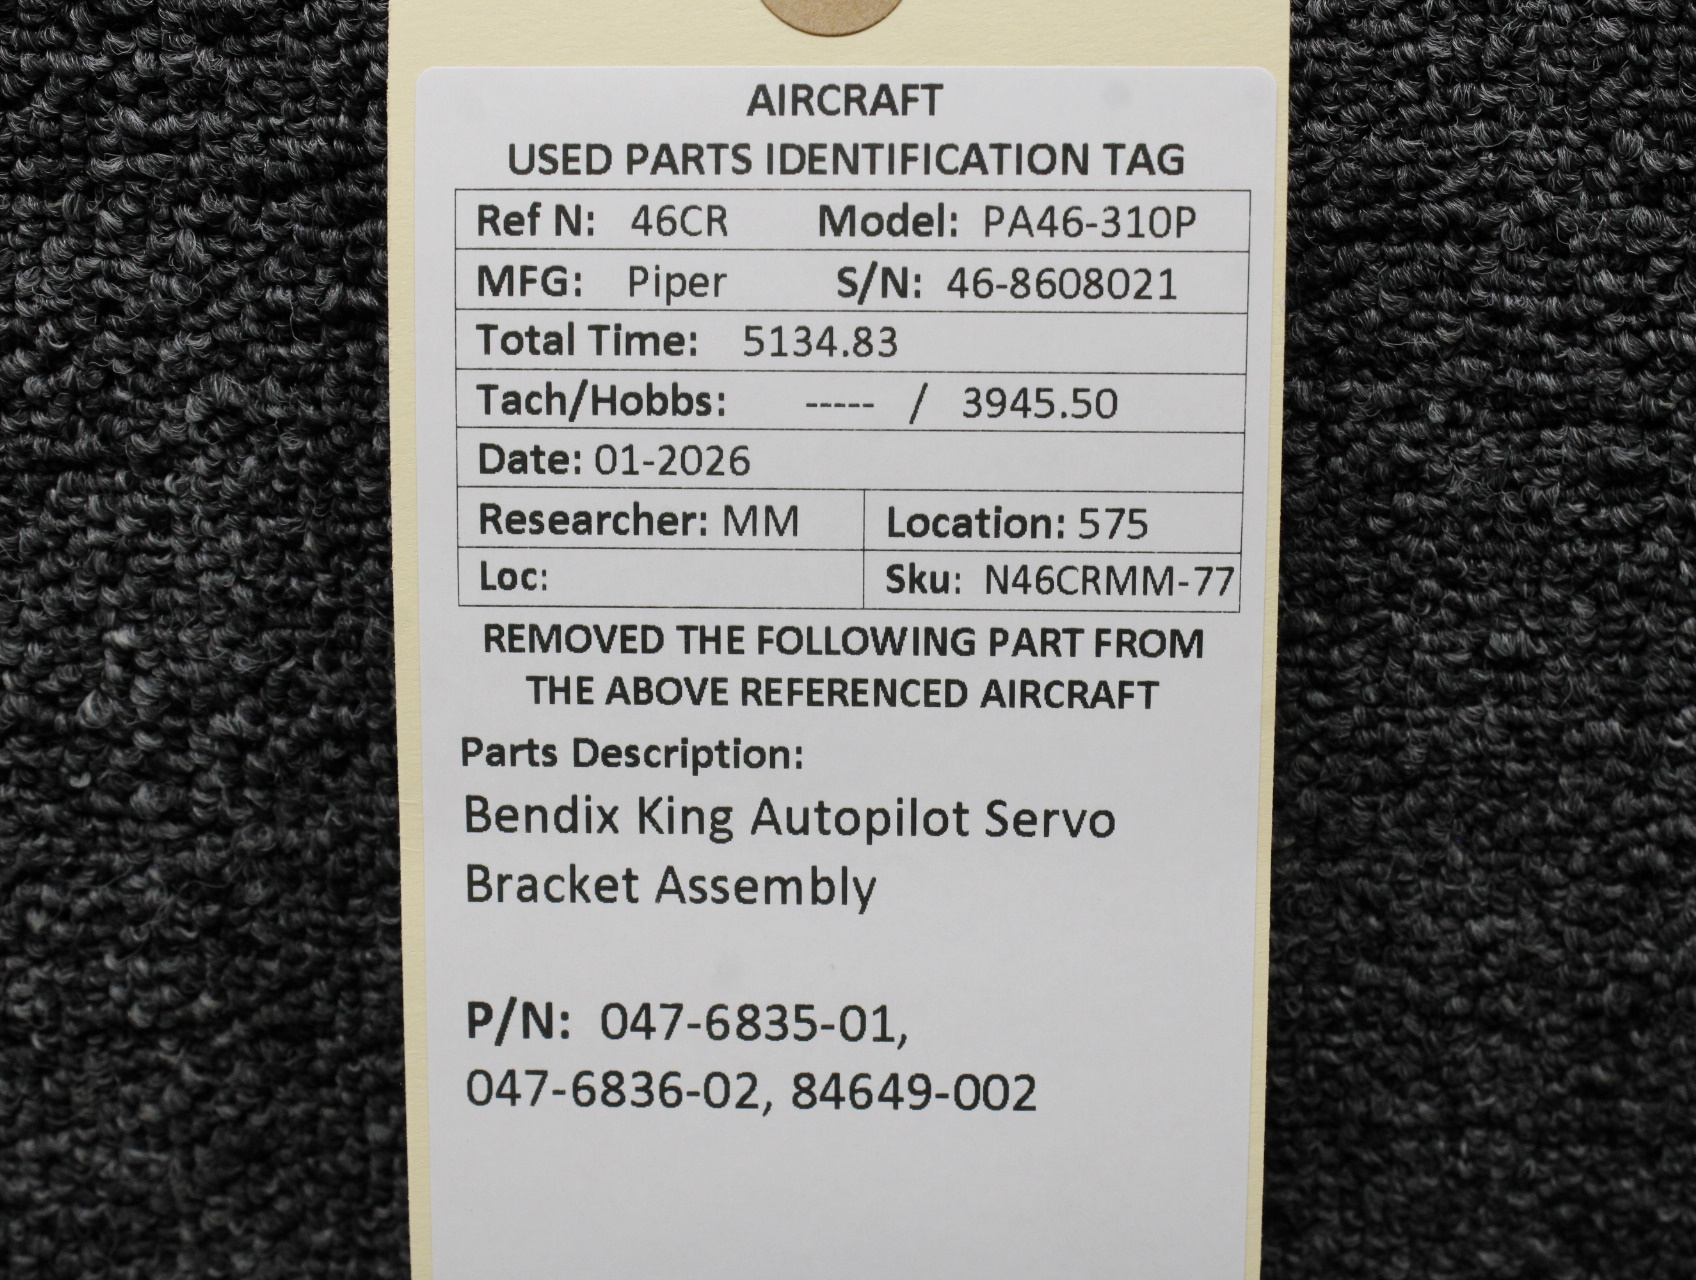 AIRCRAFT
USED PARTS IDENTIFICATION TAG
Ref N: 46CR Model: PA46-310P
MFG: Piper S/N: 46-8608021
Total Time: 5134.83
Tach/Hobbs: ----- / 3945.50
Date: 01-2026
Researcher: MM Location: 575
Loc: Sku: N46CRMM-77
REMOVED THE FOLLOWING PART FROM
THE ABOVE REFERENCED AIRCRAFT
Parts Description:
Bendix King Autopilot Servo
Bracket Assembly
P/N: 047-6835-01,
047-6836-02, 84649-002